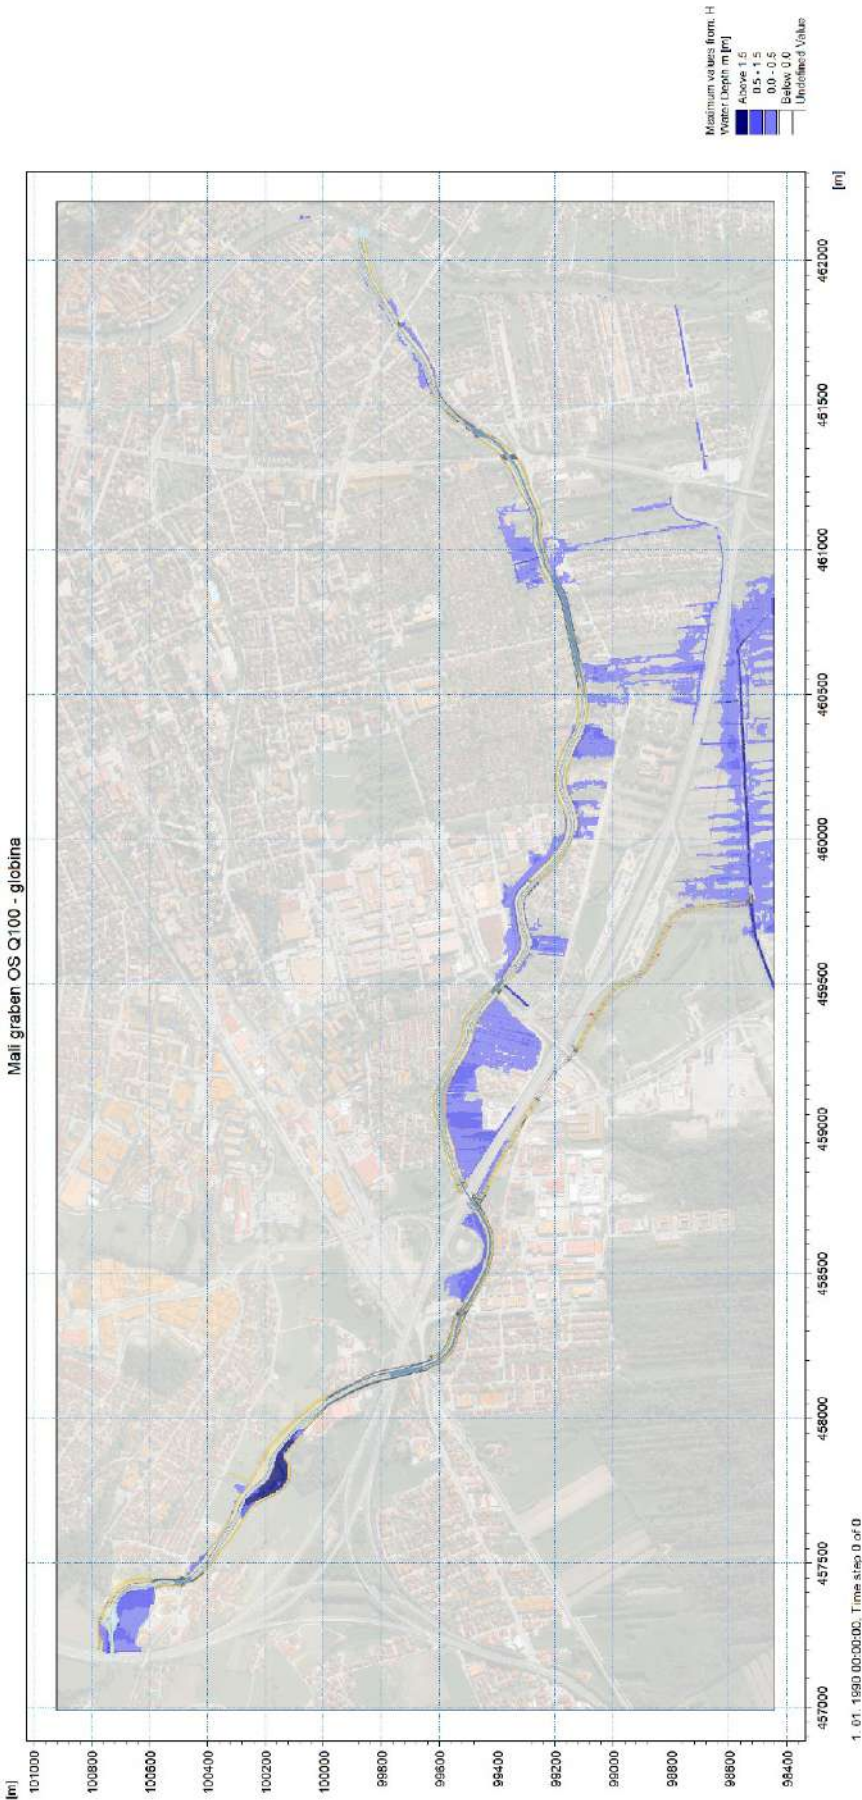 Mali graben OS Q100 - globina
[m]
101000
100800
100600
100400
100200
100000
99800
99600
99400
99200
99000
98800
98600
98400
457000
457500
458000
458500
459000
459500
460000
460500
461000
461500
462000
[m]
Maximum values from: H
Water Depth m [m]
Above 1.5
0.5 - 1.5
0.0 - 0.5
Below 0.0
Undefined Value
1. 01. 1990 00:00:00, Time step 0 of 0